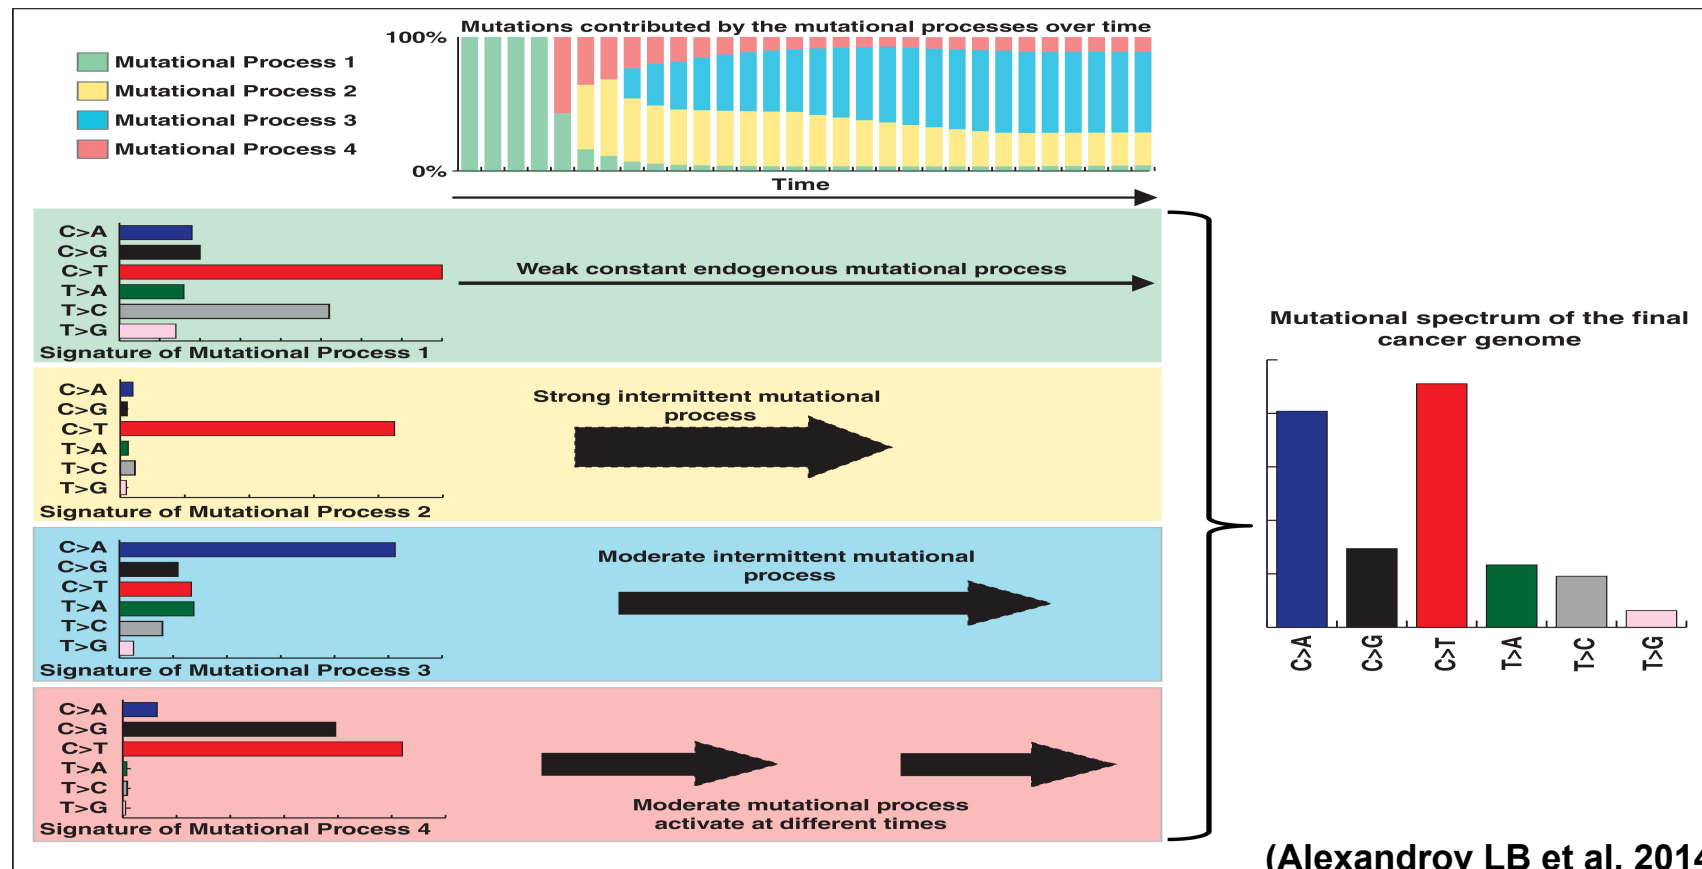 Mutations contributed by the mutational processes over time
100%
0%
Mutational Process 1
Mutational Process 2
Mutational Process 3
Mutational Process 4
Time
C>A
C>G
C>T
T>A
T>C
T>G
Signature of Mutational Process 1
Weak constant endogenous mutational process
C>A
C>G
C>T
T>A
T>C
T>G
Signature of Mutational Process 2
Strong intermittent mutational
process
C>A
C>G
C>T
T>A
T>C
T>G
Signature of Mutational Process 3
Moderate intermittent mutational
process
C>A
C>G
C>T
T>A
T>C
T>G
Signature of Mutational Process 4
Moderate mutational process
activate at different times
Mutational spectrum of the final
cancer genome
C>A
C>G
C>T
T>A
T>C
T>G
(Alexandrov LB et al. 2014